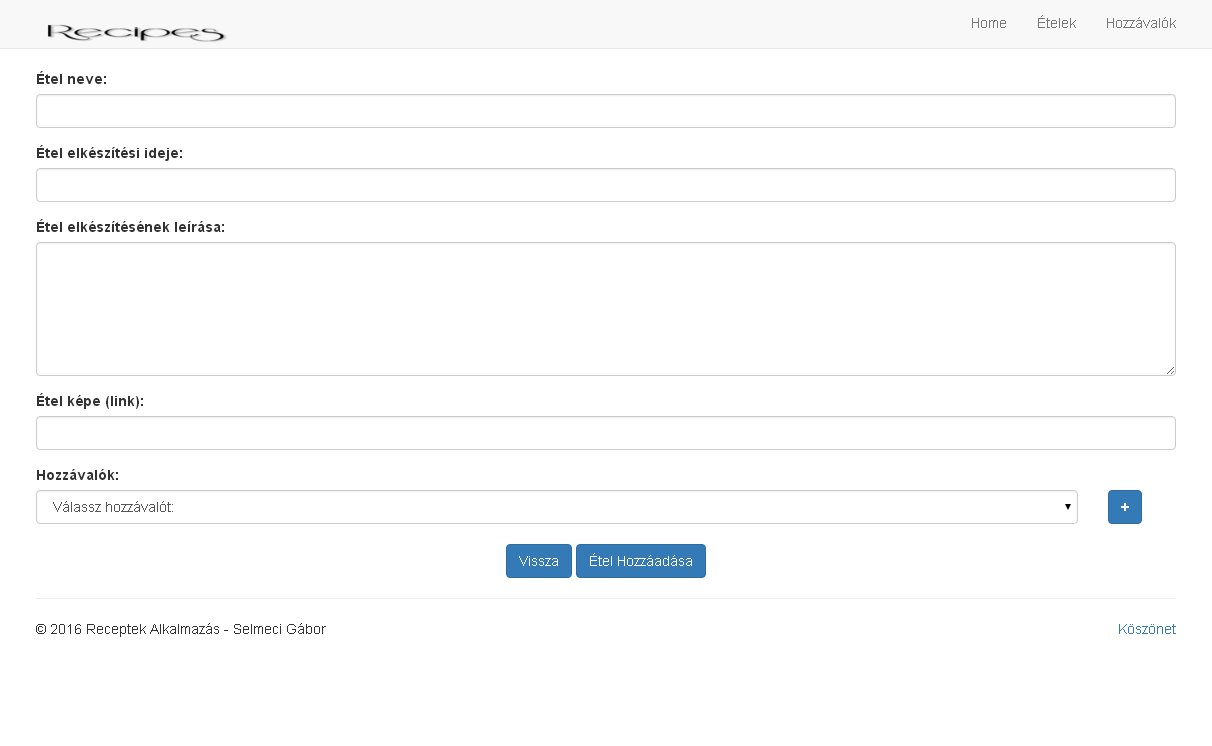 Recipes Home Ételek Hozzávalók
Étel neve:
Étel elkészítési ideje:
Étel elkészítésének leírása:
Étel képe (link):
Hozzávalók:
Válassz hozzávalót:
+
Vissza Étel Hozzáadása
© 2016 Receptek Alkalmazás - Selmeci Gábor Köszönet